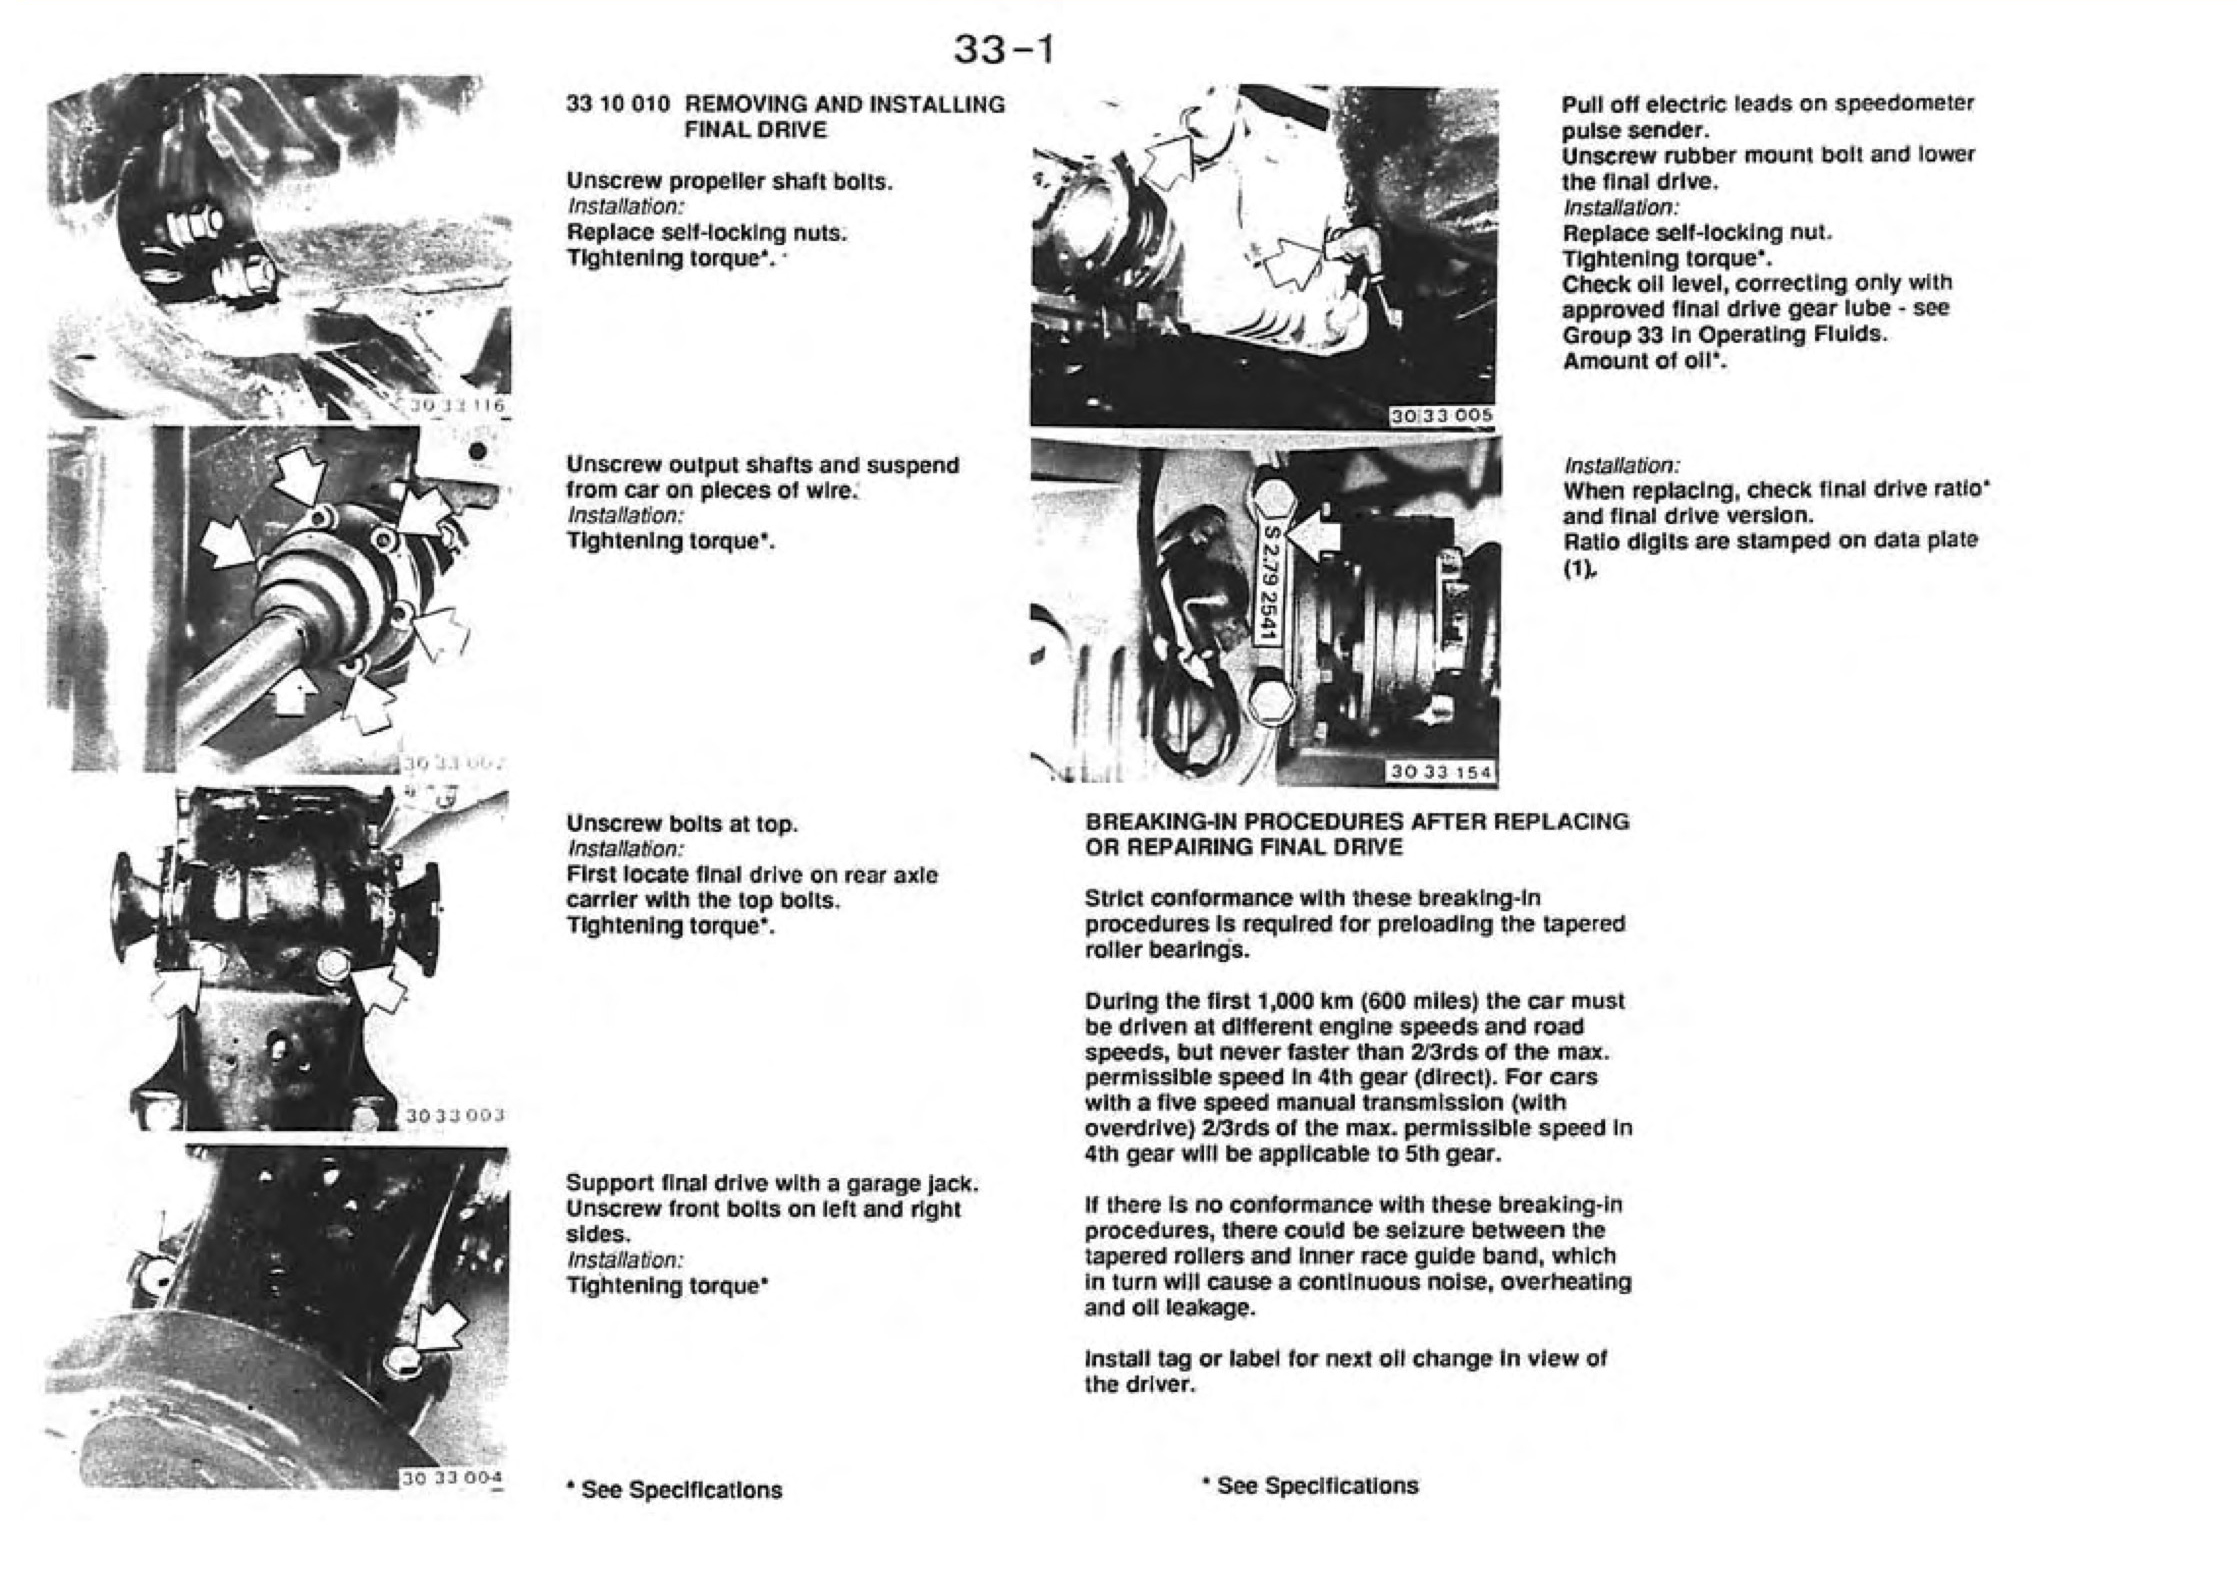 33-1
33 10 010 REMOVING AND INSTALLING
FINAL DRIVE
Unscrew propeller shaft bolts.
Installation:
Replace self-locking nuts.
Tightening torque*.
30 33 116
Unscrew output shafts and suspend
from car on pieces of wire.
Installation:
Tightening torque*.
30 33 002
Unscrew bolts at top.
Installation:
First locate final drive on rear axle
carrier with the top bolts.
Tightening torque*.
30 33 003
Support final drive with a garage jack.
Unscrew front bolts on left and right
sides.
Installation:
Tightening torque*
30 33 004
* See Specifications
Pull off electric leads on speedometer
pulse sender.
Unscrew rubber mount bolt and lower
the final drive.
Installation:
Replace self-locking nut.
Tightening torque*.
Check oil level, correcting only with
approved final drive gear lube - see
Group 33 in Operating Fluids.
Amount of oil*.
30 33 005
Installation:
When replacing, check final drive ratio*
and final drive version.
Ratio digits are stamped on data plate
(1).
S 2.79 2541
30 33 154
BREAKING-IN PROCEDURES AFTER REPLACING
OR REPAIRING FINAL DRIVE
Strict conformance with these breaking-in
procedures is required for preloading the tapered
roller bearings.
During the first 1,000 km (600 miles) the car must
be driven at different engine speeds and road
speeds, but never faster than 2/3rds of the max.
permissible speed in 4th gear (direct). For cars
with a five speed manual transmission (with
overdrive) 2/3rds of the max. permissible speed in
4th gear will be applicable to 5th gear.
If there is no conformance with these breaking-in
procedures, there could be seizure between the
tapered rollers and inner race guide band, which
in turn will cause a continuous noise, overheating
and oil leakage.
Install tag or label for next oil change in view of
the driver.
* See Specifications